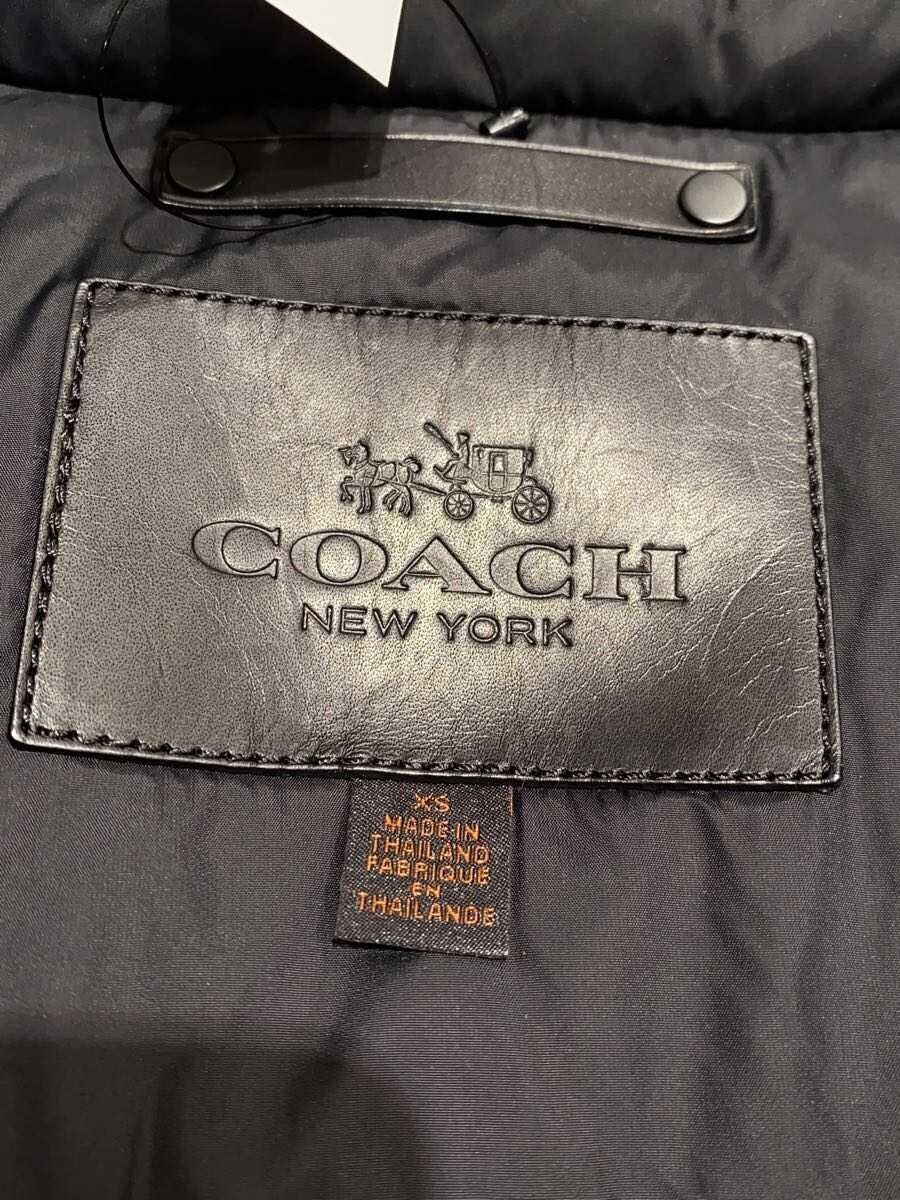 COACH
NEW YORK
XS
MADE IN
THAILAND
FABRIQUE
EN
THAILANDE